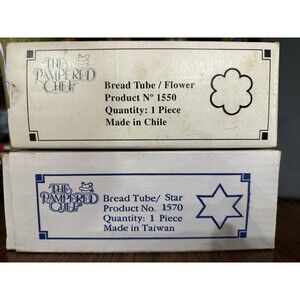 THE
PAMPERED
CHEF
Bread Tube / Flower
Product Nº 1550
Quantity: 1 Piece
Made in Chile
THE
PAMPERED
CHEF
Bread Tube/ Star
Product No. 1570
Quantity: 1 Piece
Made in Taiwan